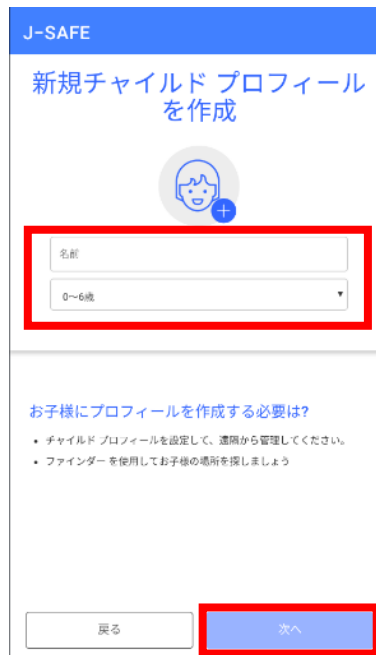 J-SAFE
新規チャイルド プロフィール
を作成
名前
0～6歳
お子様にプロフィールを作成する必要は?
• チャイルド プロフィールを設定して、遠隔から管理してください。
• ファインダー を使用してお子様の場所を探しましょう
戻る
次へ